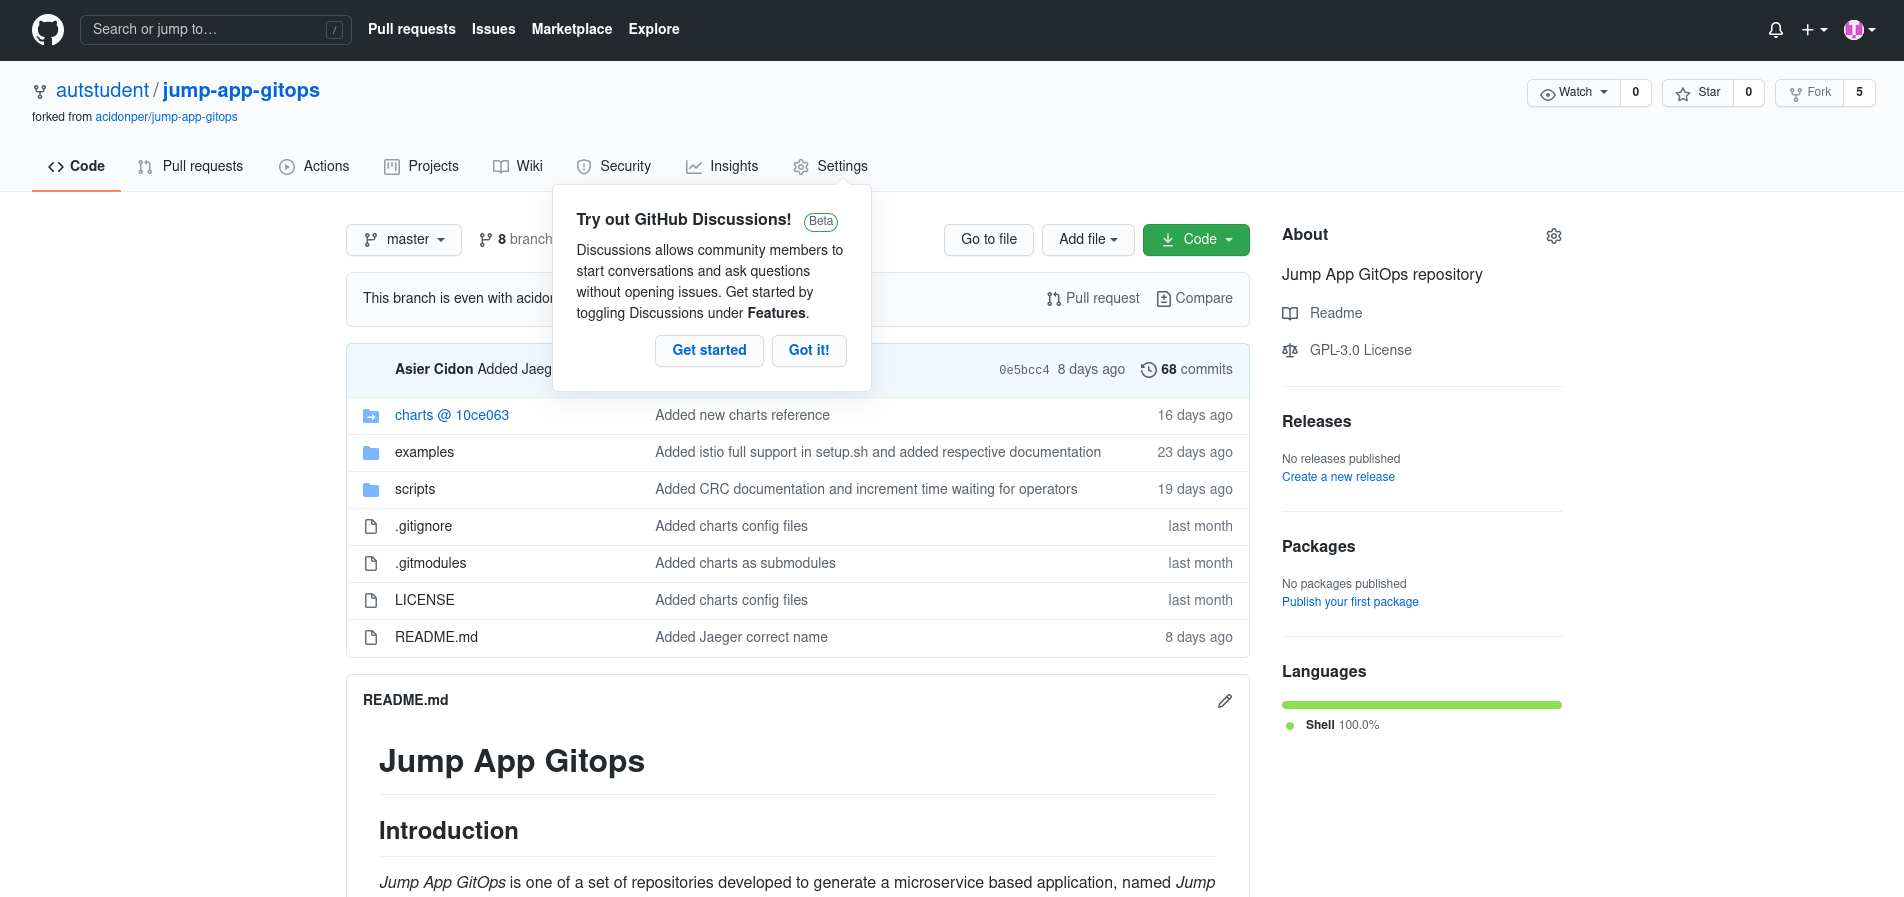 Search or jump to… /
Pull requests Issues Marketplace Explore
autstudent / jump-app-gitops
forked from acidonper/jump-app-gitops
Watch 0 Star 0 Fork 5
Code Pull requests Actions Projects Wiki Security Insights Settings
Try out GitHub Discussions! Beta
Discussions allows community members to
start conversations and ask questions
without opening issues. Get started by
toggling Discussions under Features.
Get started Got it!
master 8 branch
Go to file Add file Code
This branch is even with acidon
Pull request Compare
Asier Cidon Added Jaeg
0e5bcc4 8 days ago 68 commits
charts @ 10ce063 Added new charts reference 16 days ago
examples Added istio full support in setup.sh and added respective documentation 23 days ago
scripts Added CRC documentation and increment time waiting for operators 19 days ago
.gitignore Added charts config files last month
.gitmodules Added charts as submodules last month
LICENSE Added charts config files last month
README.md Added Jaeger correct name 8 days ago
README.md
Jump App Gitops
Introduction
Jump App GitOps is one of a set of repositories developed to generate a microservice based application, named Jump
About
Jump App GitOps repository
Readme
GPL-3.0 License
Releases
No releases published
Create a new release
Packages
No packages published
Publish your first package
Languages
Shell 100.0%